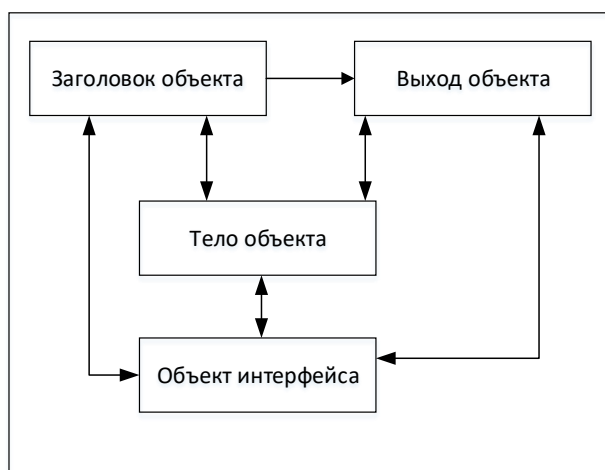 Заголовок объекта
Выход объекта
Тело объекта
Объект интерфейса